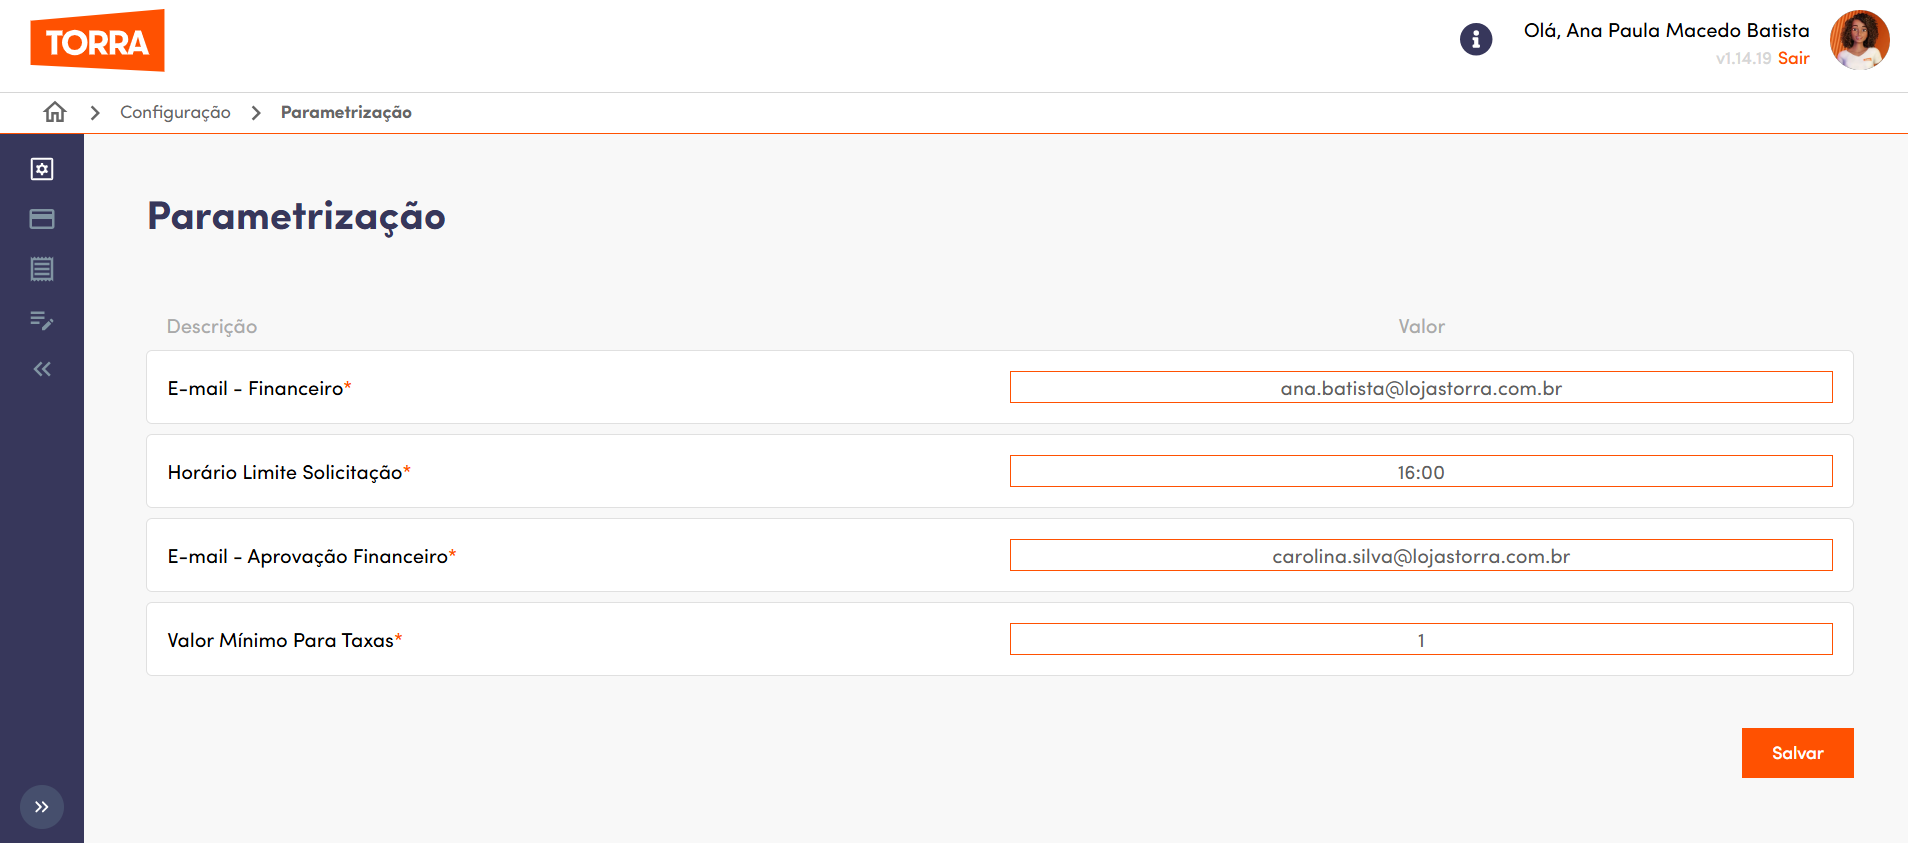 TORRA
Olá, Ana Paula Macedo Batista
v1.14.19 Sair
Configuração
Parametrização
Parametrização
Descrição
Valor
E-mail - Financeiro*
ana.batista@lojastorra.com.br
Horário Limite Solicitação*
16:00
E-mail - Aprovação Financeiro*
carolina.silva@lojastorra.com.br
Valor Mínimo Para Taxas*
1
Salvar